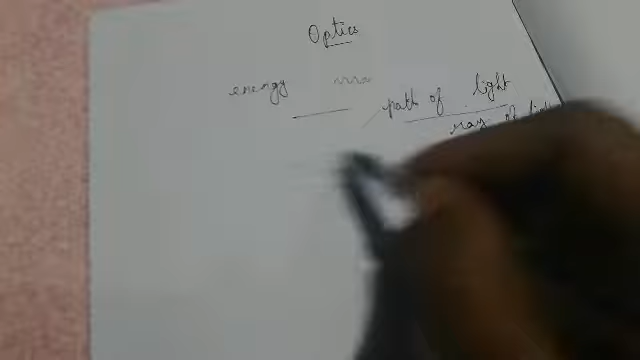 Optics
energy
path of light
ray of